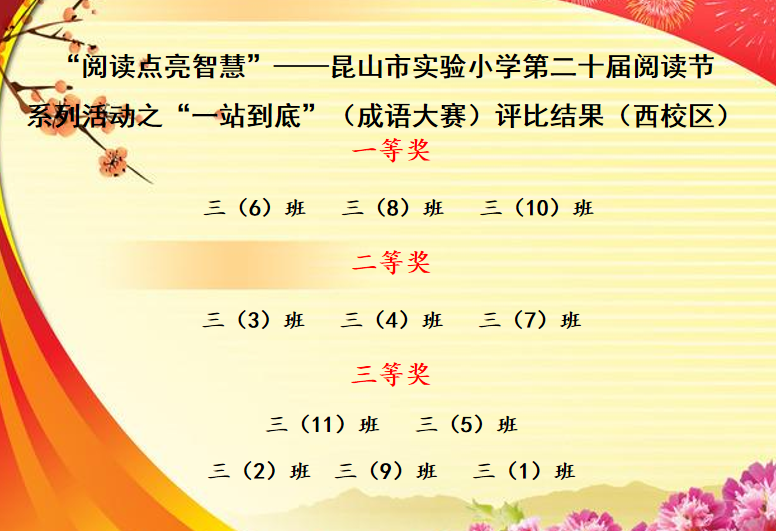 “阅读点亮智慧”——昆山市实验小学第二十届阅读节
系列活动之“一站到底”（成语大赛）评比结果（西校区）
一等奖
三（6）班 三（8）班 三（10）班
二等奖
三（3）班 三（4）班 三（7）班
三等奖
三（11）班 三（5）班
三（2）班 三（9）班 三（1）班